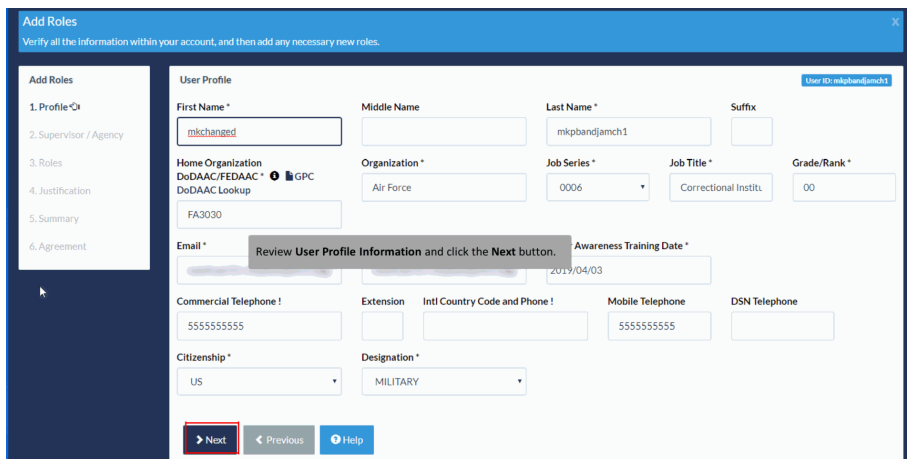 Add Roles
X
Verify all the information within your account, and then add any necessary new roles.
Add Roles
1. Profile
2. Supervisor / Agency
3. Roles
4. Justification
5. Summary
6. Agreement
User Profile
User ID: mkpbandjamch1
First Name * Middle Name Last Name * Suffix
mkchanged mkpbandjamch1
Home Organization Organization * Job Series * Job Title * Grade/Rank *
DoDAAC/FEDAAC * GPC
DoDAAC Lookup
Air Force 0006 Correctional Institu 00
FA3030
Email * Awareness Training Date *
Review User Profile Information and click the Next button.
2019/04/03
Commercial Telephone ! Extension Intl Country Code and Phone ! Mobile Telephone DSN Telephone
5555555555 5555555555
Citizenship * Designation *
US MILITARY
Next Previous Help